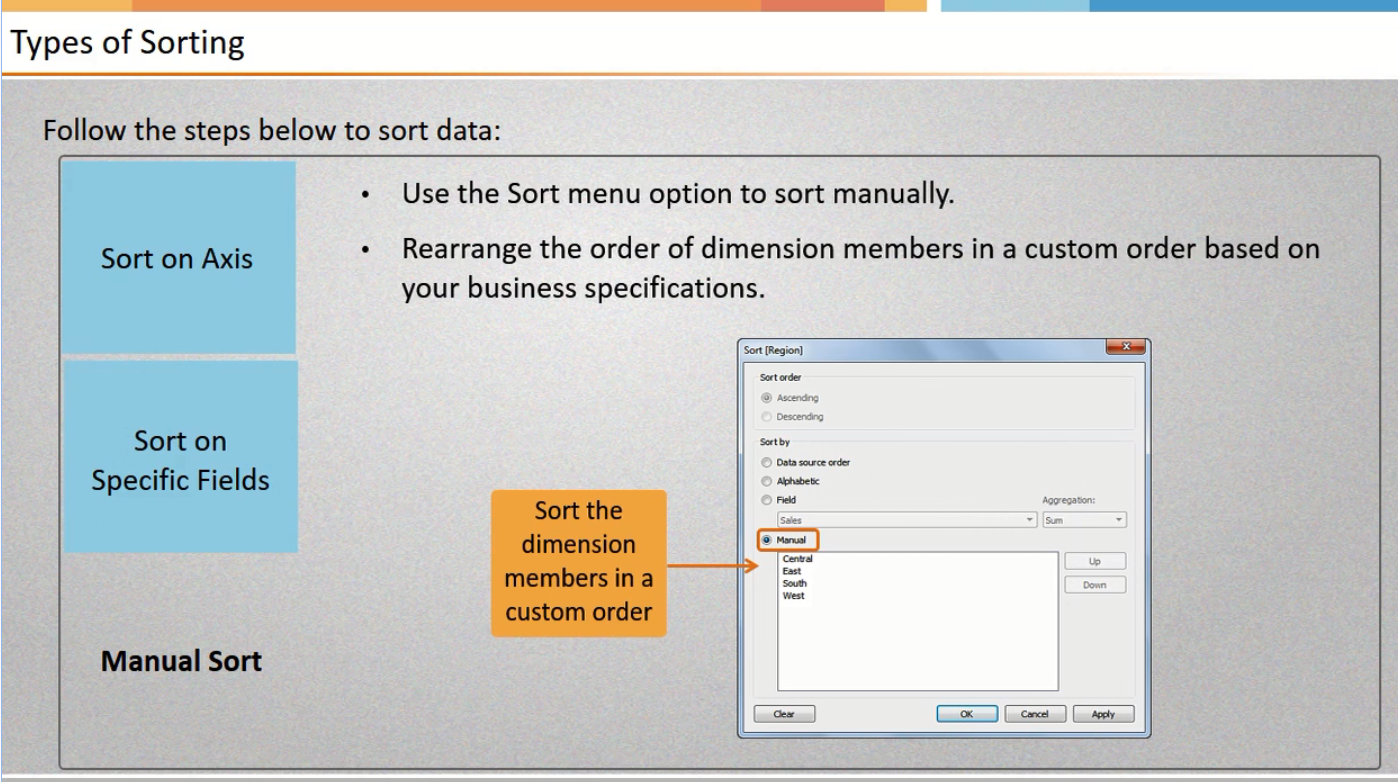 Types of Sorting
Follow the steps below to sort data:
Sort on Axis
Sort on
Specific Fields
Manual Sort
• Use the Sort menu option to sort manually.
• Rearrange the order of dimension members in a custom order based on
your business specifications.
Sort the
dimension
members in a
custom order
Sort [Region]
Sort order
Ascending
Descending
Sort by
Data source order
Alphabetic
Field
Aggregation:
Sales
Sum
Manual
Central
East
South
West
Up
Down
Clear
OK
Cancel
Apply